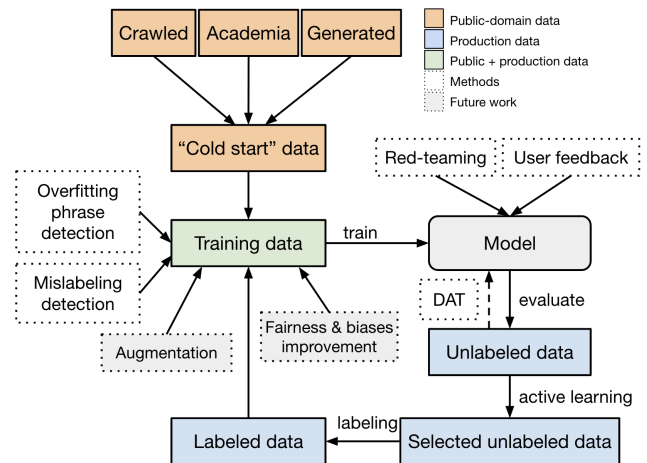 Crawled
Academia
Generated
Public-domain data
Production data
Public + production data
Methods
Future work
“Cold start” data
Red-teaming
User feedback
Overfitting
phrase
detection
Training data
train
Model
Mislabeling
detection
DAT
evaluate
Augmentation
Fairness & biases
improvement
Unlabeled data
active learning
Labeled data
labeling
Selected unlabeled data